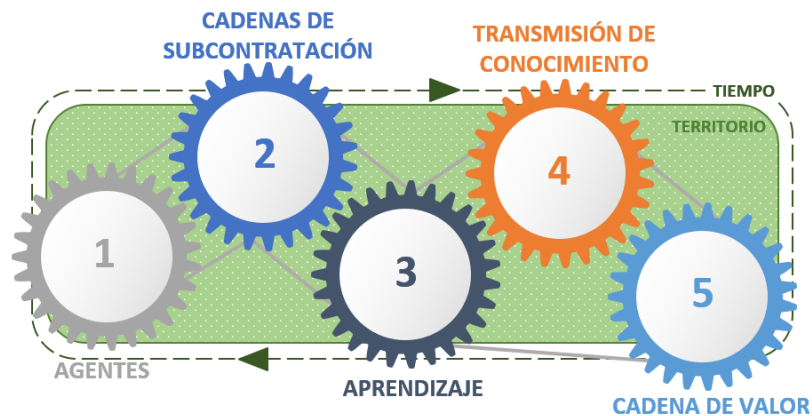 CADENAS DE
SUBCONTRATACIÓN
TRANSMISIÓN DE
CONOCIMIENTO
TIEMPO
TERRITORIO
2
4
1
3
5
AGENTES
APRENDIZAJE
CADENA DE VALOR